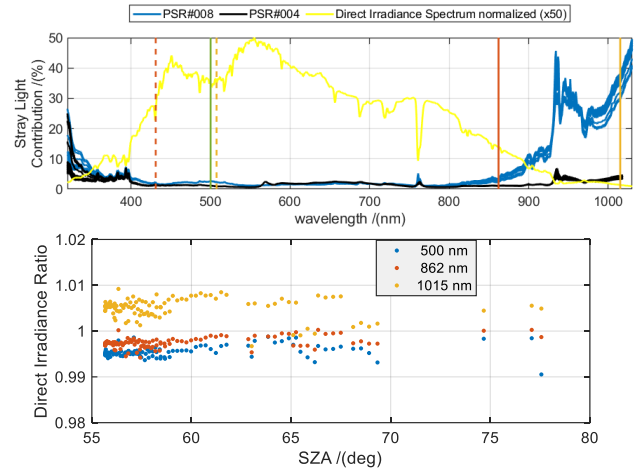 PSR#008 PSR#004 Direct Irradiance Spectrum normalized (x50)
50
40
30
20
10
0
Stray Light
Contribution /(%)
400 500 600 700 800 900 1000
wavelength /(nm)
1.02
1.01
1
0.99
0.98
Direct Irradiance Ratio
500 nm
862 nm
1015 nm
55 60 65 70 75 80
SZA /(deg)